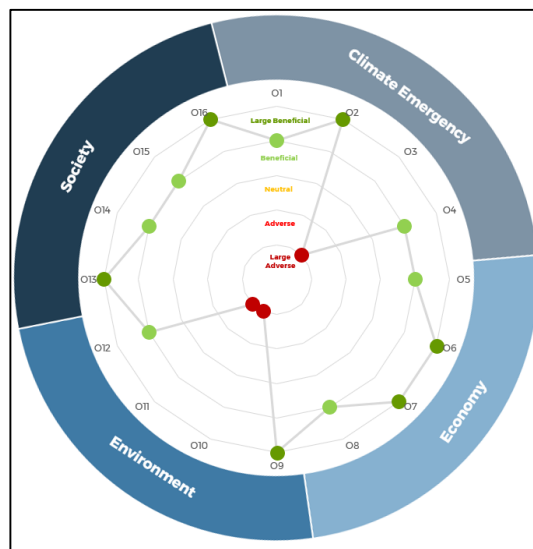 Climate Emergency
Society
Economy
Environment
O1
O2
O3
O4
O5
O6
O7
O8
O9
O10
O11
O12
O13
O14
O15
O16
Large Beneficial
Beneficial
Neutral
Adverse
Large
Adverse